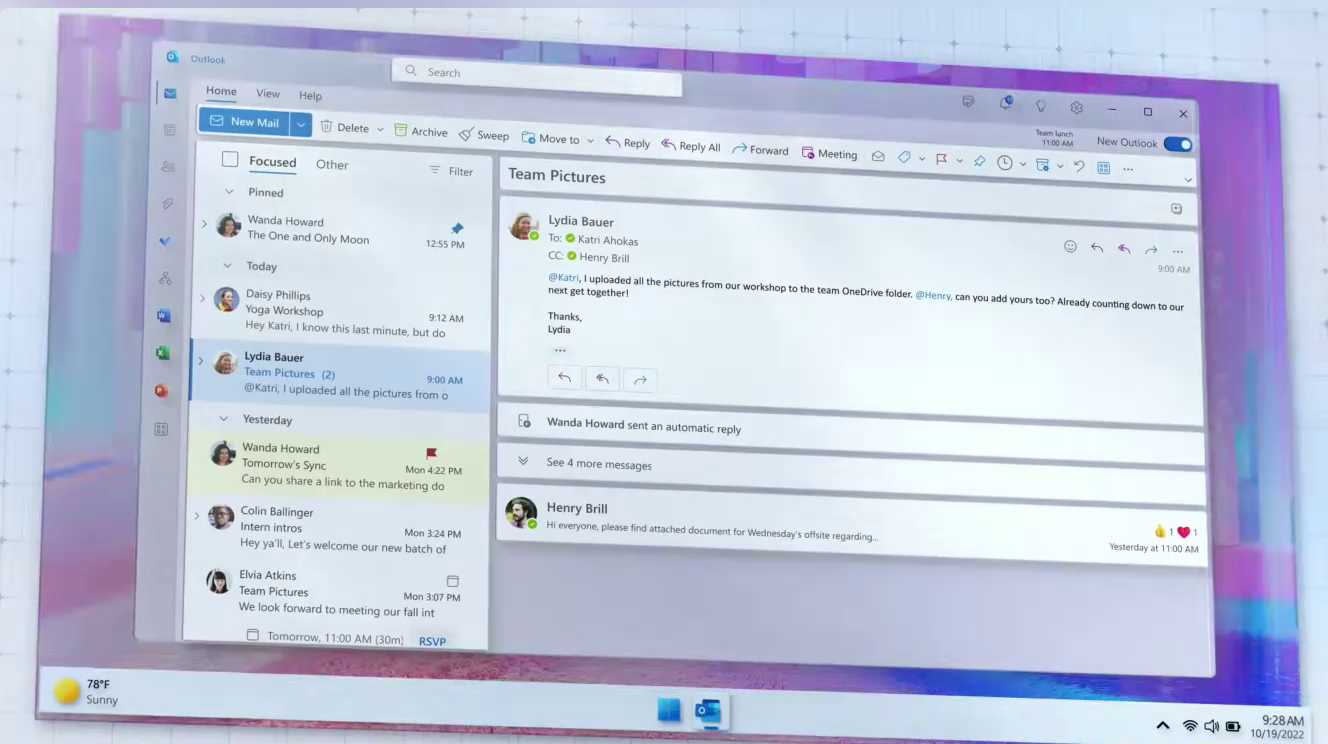 Outlook
Search
Home View Help
New Mail Delete Archive Sweep Move to Reply Reply All Forward Meeting
Team lunch
11:00 AM
New Outlook
Focused Other Filter
Pinned
Wanda Howard
The One and Only Moon 12:55 PM
Today
Daisy Phillips
Yoga Workshop 9:12 AM
Hey Katri, I know this last minute, but do
Lydia Bauer
Team Pictures (2) 9:00 AM
@Katri, I uploaded all the pictures from o
Yesterday
Wanda Howard
Tomorrow's Sync Mon 4:22 PM
Can you share a link to the marketing do
Colin Ballinger
Intern intros Mon 3:24 PM
Hey ya'll, Let's welcome our new batch of
Elvia Atkins
Team Pictures Mon 3:07 PM
We look forward to meeting our fall int
Tomorrow, 11:00 AM (30m) RSVP
Team Pictures
Lydia Bauer
To: Katri Ahokas
CC: Henry Brill
9:00 AM
@Katri, I uploaded all the pictures from our workshop to the team OneDrive folder. @Henry, can you add yours too? Already counting down to our
next get together!
Thanks,
Lydia
Wanda Howard sent an automatic reply
See 4 more messages
Henry Brill
Hi everyone, please find attached document for Wednesday's offsite regarding...
1 1
Yesterday at 11:00 AM
78°F
Sunny
9:28 AM
10/19/2022